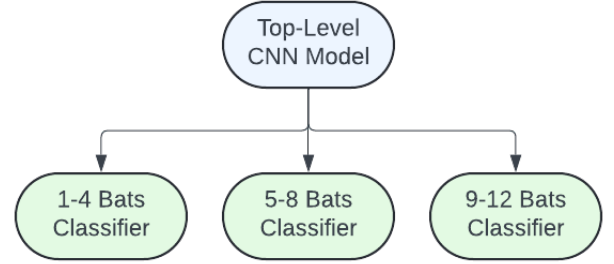 Top-Level
CNN Model
1-4 Bats
Classifier
5-8 Bats
Classifier
9-12 Bats
Classifier